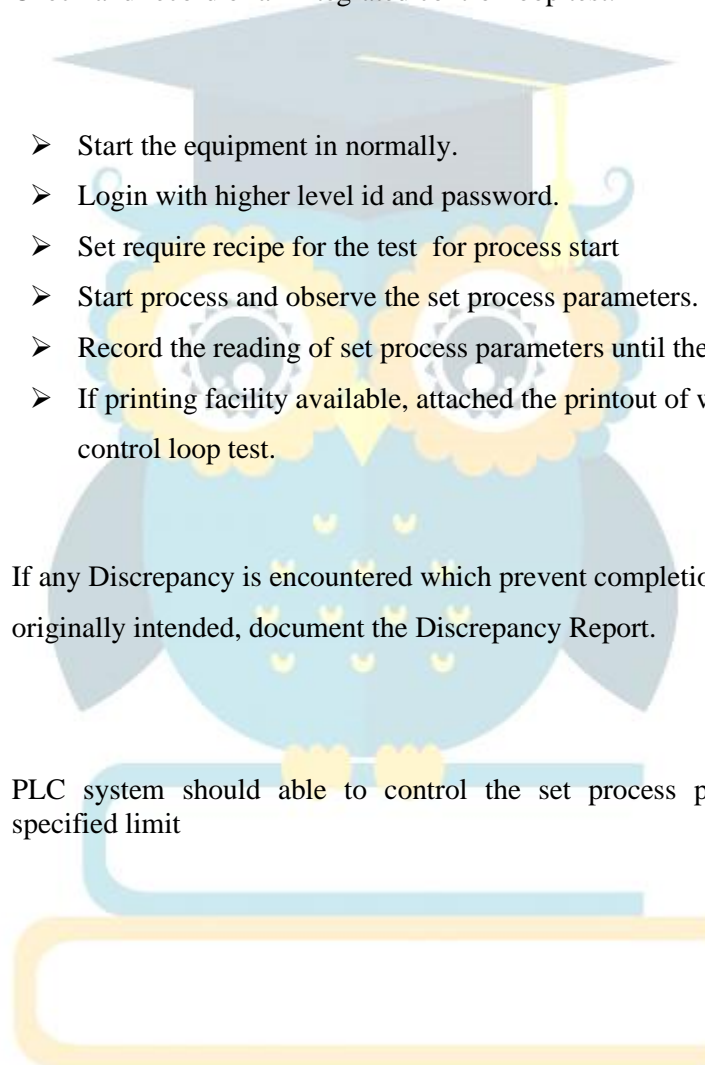 ➤ Start the equipment in normally.
➤ Login with higher level id and password.
➤ Set require recipe for the test for process start
➤ Start process and observe the set process parameters.
➤ Record the reading of set process parameters until the
➤ If printing facility available, attached the printout of
control loop test.
If any Discrepancy is encountered which prevent
originally intended, document the Discrepancy Report.
PLC system should able to control the set process
specified limit